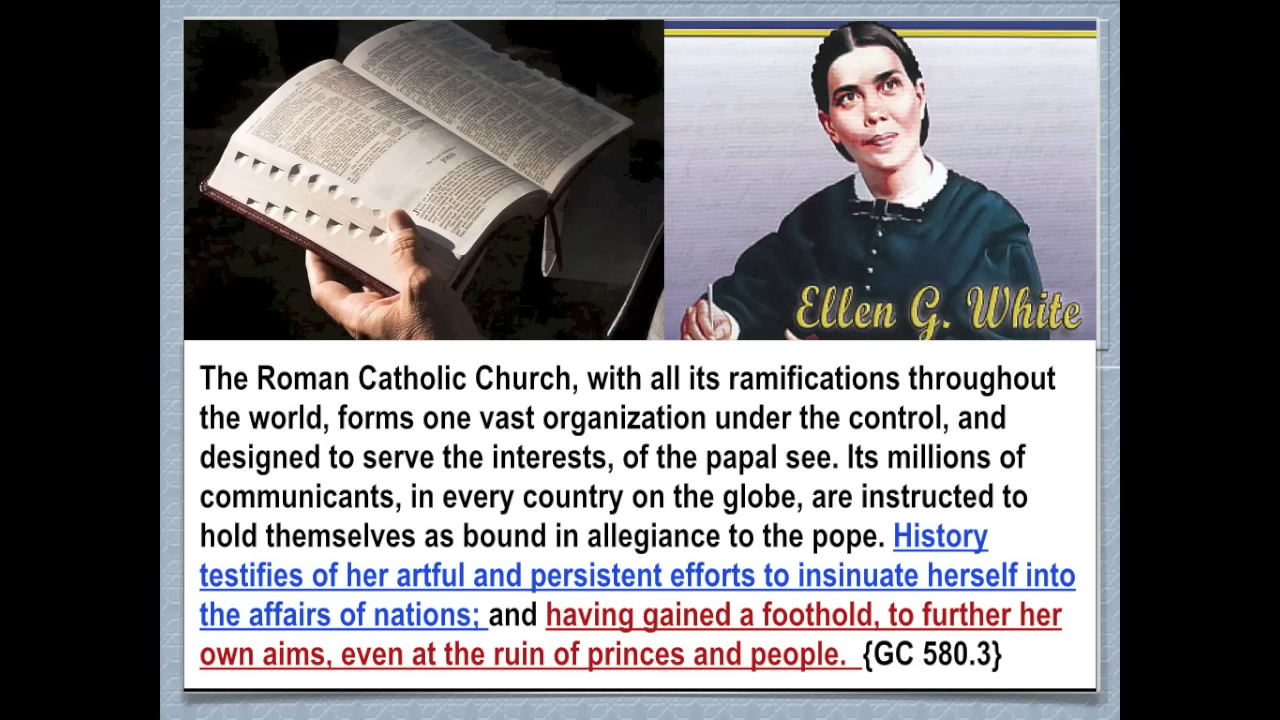 JOHN
Ellen G. White
The Roman Catholic Church, with all its ramifications throughout
the world, forms one vast organization under the control, and
designed to serve the interests, of the papal see. Its millions of
communicants, in every country on the globe, are instructed to
hold themselves as bound in allegiance to the pope. History
testifies of her artful and persistent efforts to insinuate herself into
the affairs of nations; and having gained a foothold, to further her
own aims, even at the ruin of princes and people. {GC 580.3}